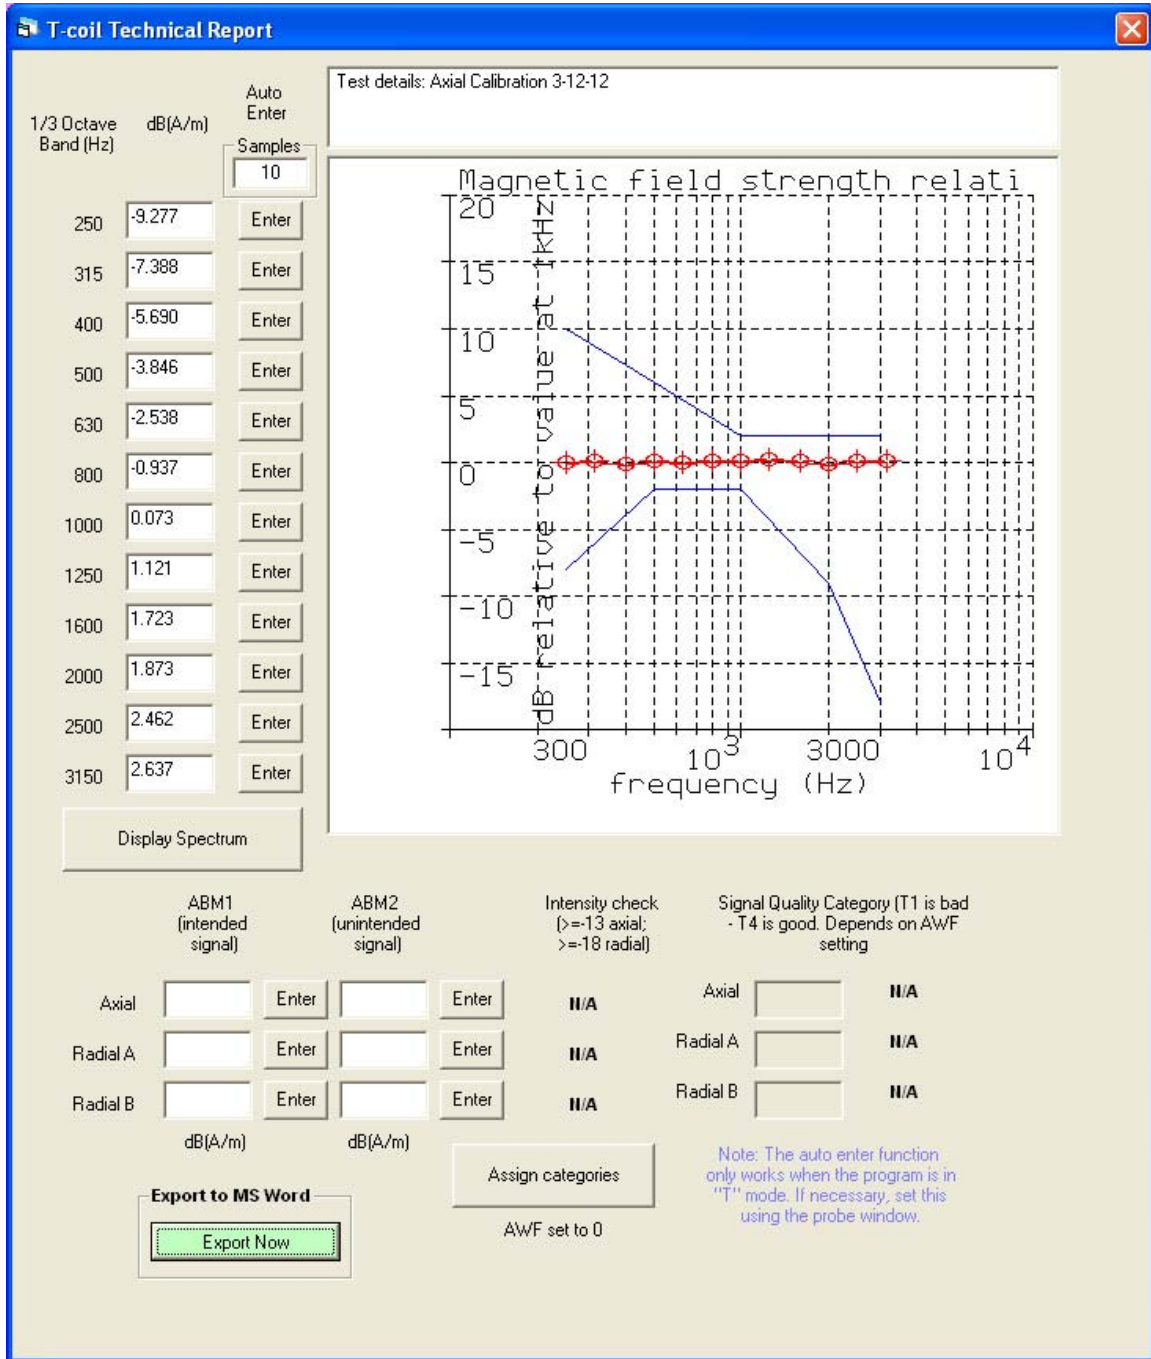 T-coil Technical Report
Test details: Axial Calibration 3-12-12
1/3 Octave
Band (Hz)
dB(A/m)
Auto
Enter
Samples
10
250 -9.277 Enter
315 -7.388 Enter
400 -5.690 Enter
500 -3.846 Enter
630 -2.538 Enter
800 -0.937 Enter
1000 0.073 Enter
1250 1.121 Enter
1600 1.723 Enter
2000 1.873 Enter
2500 2.462 Enter
3150 2.637 Enter
Display Spectrum
Magnetic field strength relati
dB relative to value at 1kHz
20
15
10
5
0
-5
-10
-15
300 10³ 3000 10⁴
frequency (Hz)
ABM1
(intended
signal)
ABM2
(unintended
signal)
Intensity check
(>=-13 axial;
>=-18 radial)
Signal Quality Category (T1 is bad
- T4 is good. Depends on AWF
setting
Axial Enter Enter N/A Axial N/A
Radial A Enter Enter N/A Radial A N/A
Radial B Enter Enter N/A Radial B N/A
dB(A/m) dB(A/m)
Assign categories
AWF set to 0
Note: The auto enter function
only works when the program is in
"T" mode. If necessary, set this
using the probe window.
Export to MS Word
Export Now